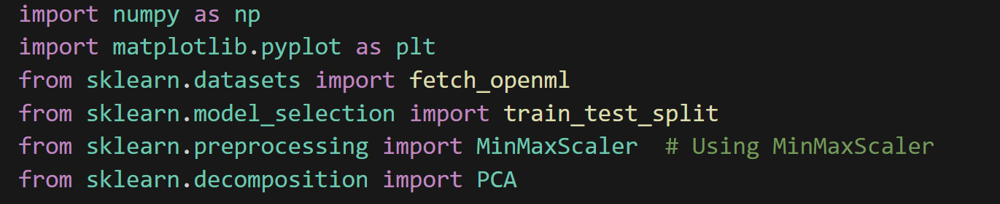 import numpy as np
import matplotlib.pyplot as plt
from sklearn.datasets import fetch_openml
from sklearn.model_selection import train_test_split
from sklearn.preprocessing import MinMaxScaler  # Using MinMaxScaler
from sklearn.decomposition import PCA